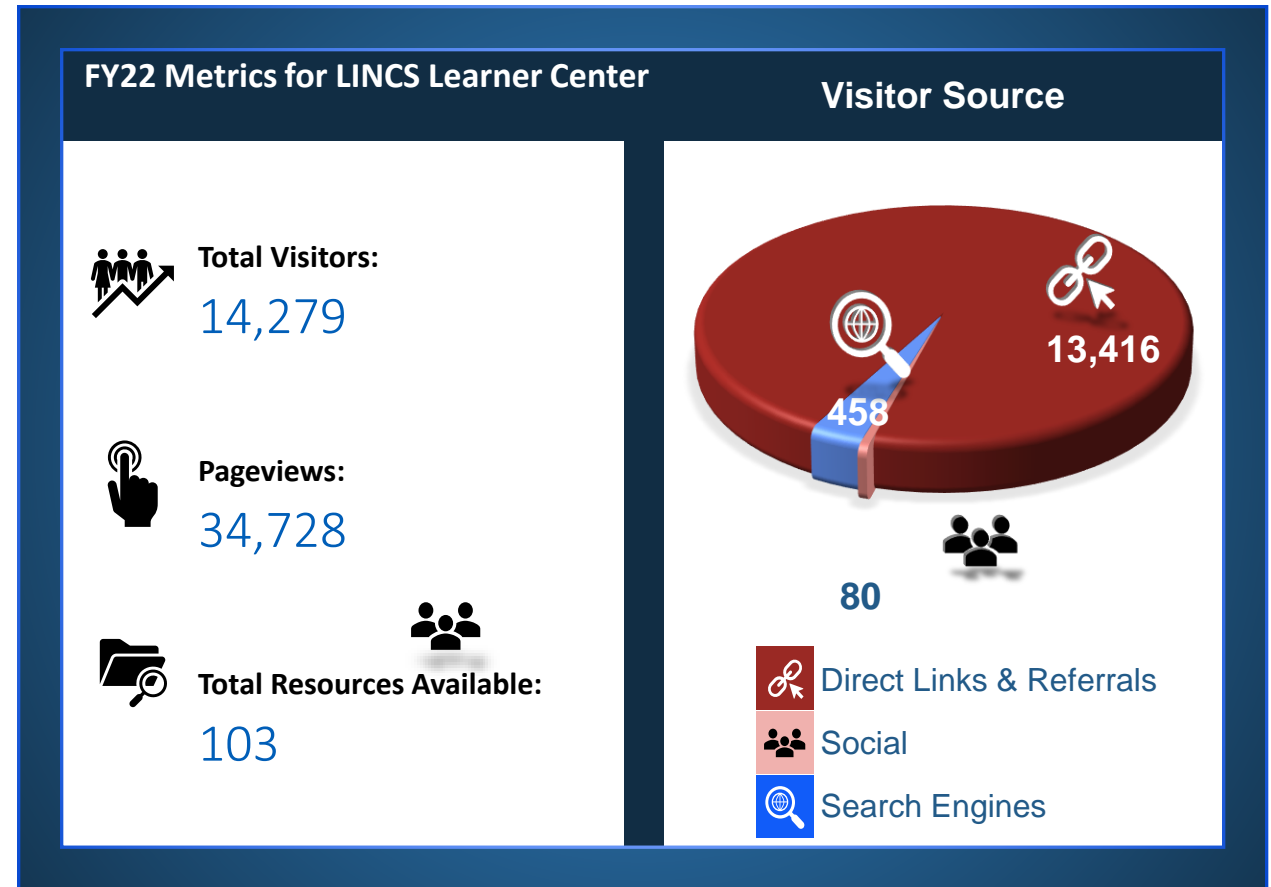 FY22 Metrics for LINCS Learner Center
Total Visitors:
14,279
Pageviews:
34,728
Total Resources Available:
103
Visitor Source
13,416
458
80
Direct Links & Referrals
Social
Search Engines